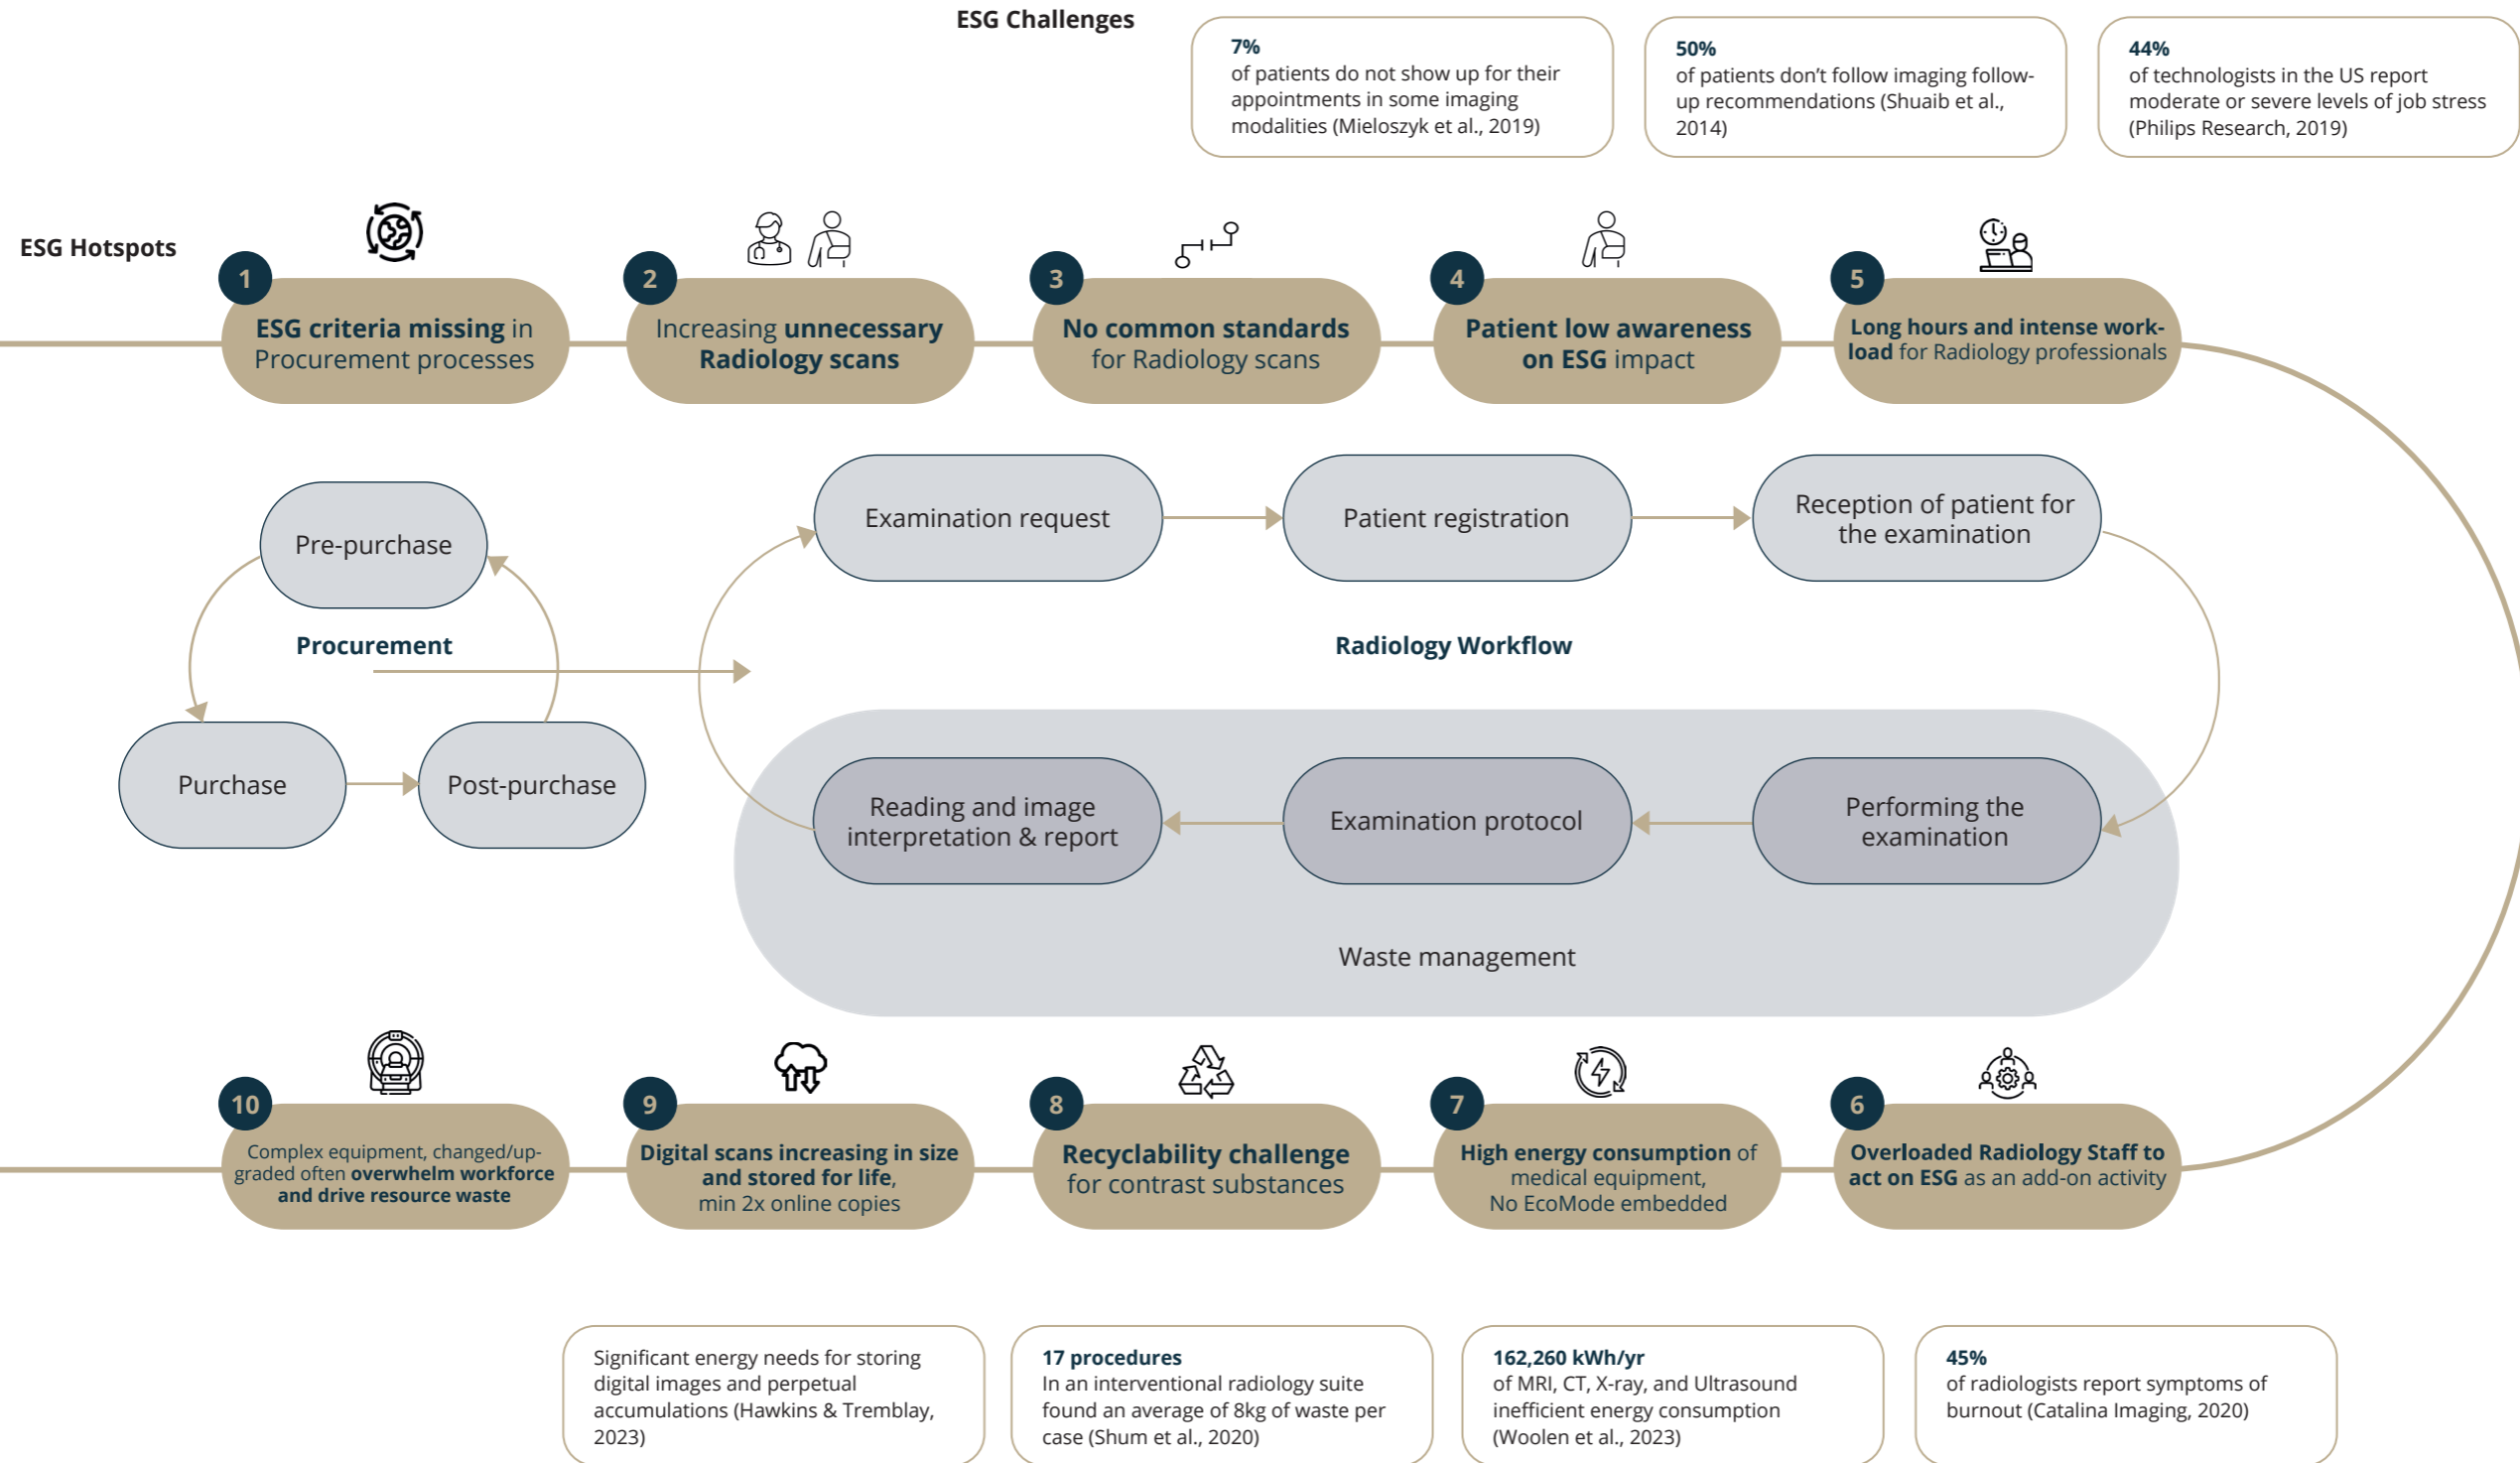 ESG Challenges
7%
of patients do not show up for their
appointments in some imaging
modalities (Mieloszyk et al., 2019)
50%
of patients don’t follow imaging follow-
up recommendations (Shuaib et al.,
2014)
44%
of technologists in the US report
moderate or severe levels of job stress
(Philips Research, 2019)
ESG Hotspots
1
ESG criteria missing in
Procurement processes
2
Increasing unnecessary
Radiology scans
3
No common standards
for Radiology scans
4
Patient low awareness
on ESG impact
5
Long hours and intense work-
load for Radiology professionals
Pre-purchase
Procurement
Purchase
Post-purchase
Examination request
Patient registration
Reception of patient for
the examination
Radiology Workflow
Reading and image
interpretation & report
Examination protocol
Performing the
examination
Waste management
10
Complex equipment, changed/up-
graded often overwhelm workforce
and drive resource waste
9
Digital scans increasing in size
and stored for life,
min 2x online copies
8
Recyclability challenge
for contrast substances
7
High energy consumption of
medical equipment,
No EcoMode embedded
6
Overloaded Radiology Staff to
act on ESG as an add-on activity
Significant energy needs for storing
digital images and perpetual
accumulations (Hawkins & Tremblay,
2023)
17 procedures
In an interventional radiology suite
found an average of 8kg of waste per
case (Shum et al., 2020)
162,260 kWh/yr
of MRI, CT, X-ray, and Ultrasound
inefficient energy consumption
(Woolen et al., 2023)
45%
of radiologists report symptoms of
burnout (Catalina Imaging, 2020)